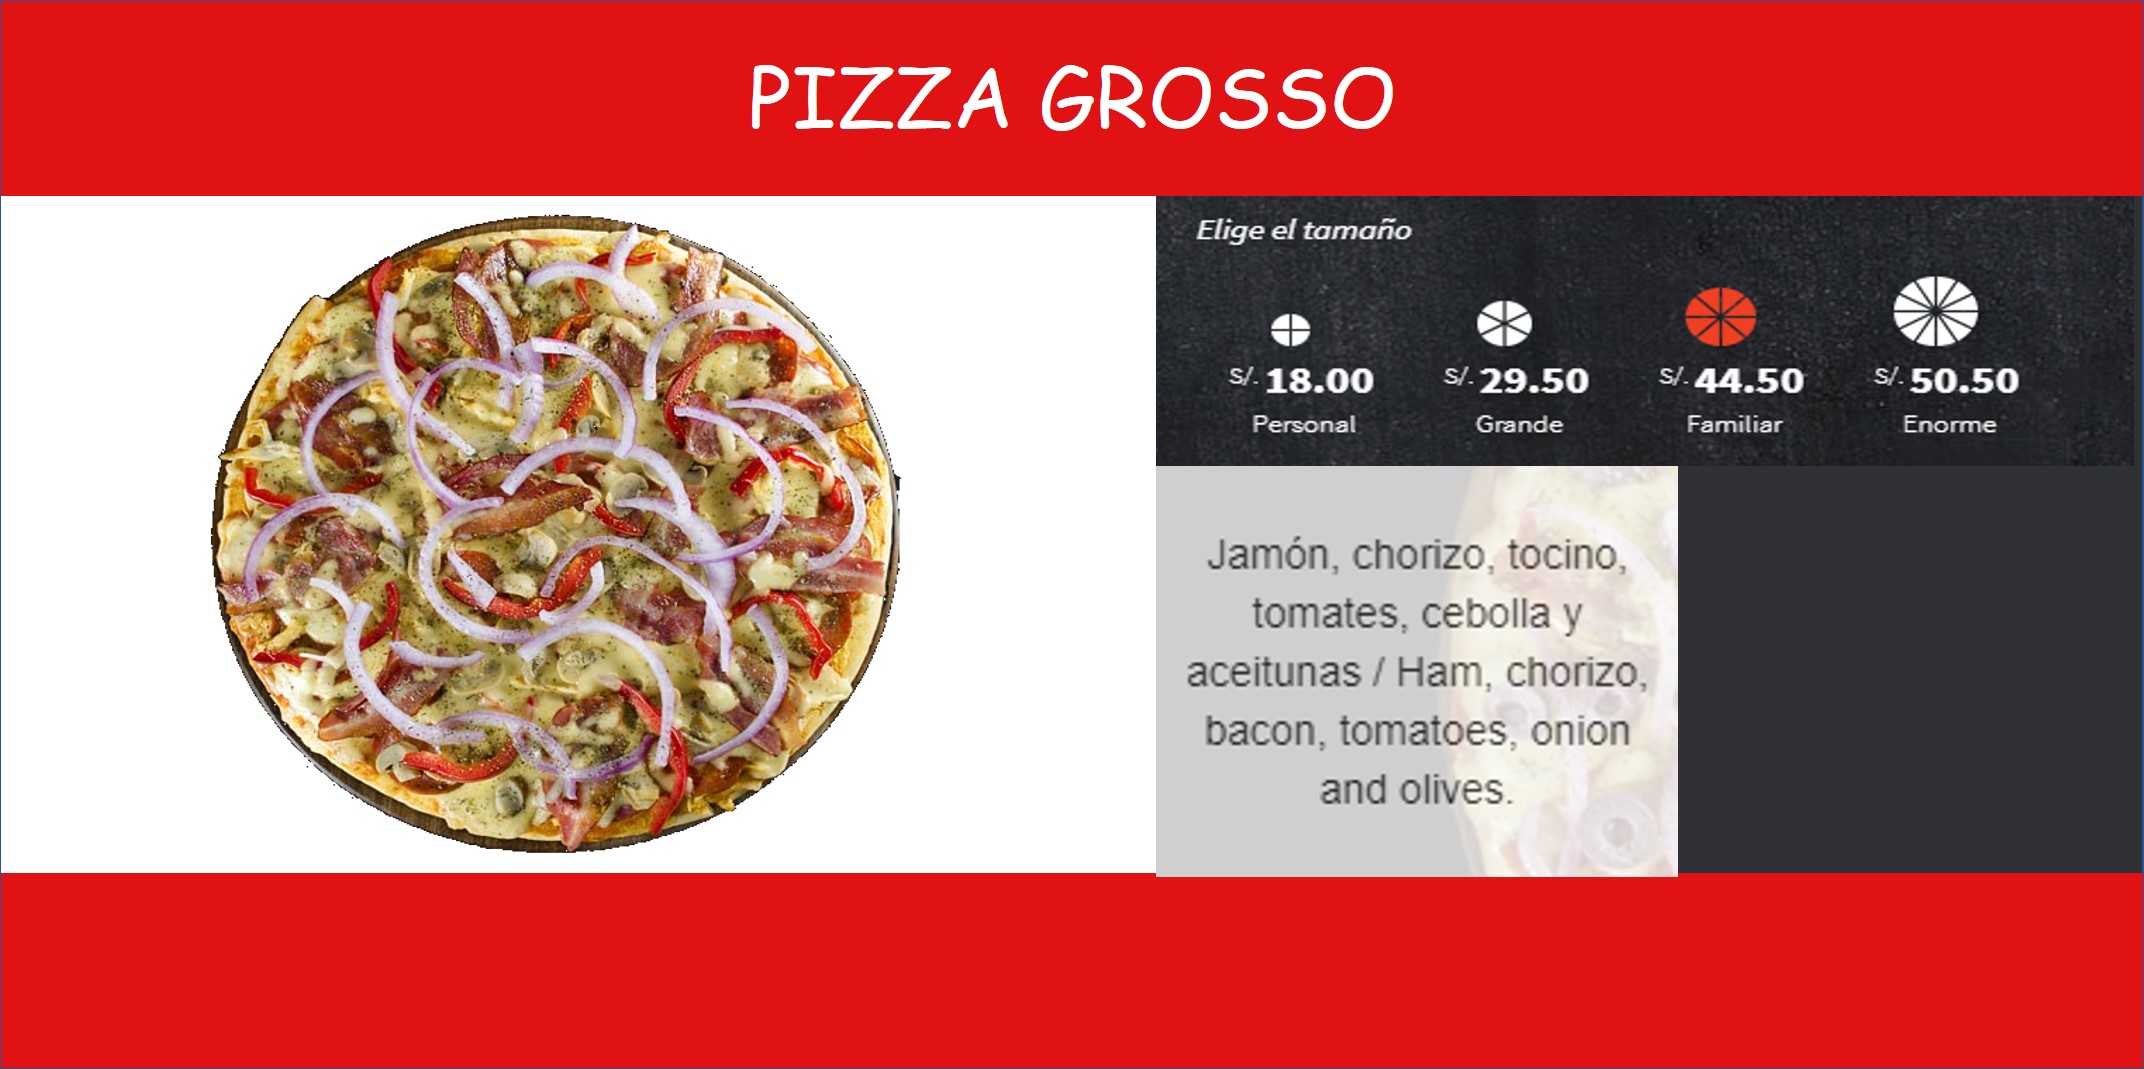 PIZZA GROSSO
Elige el tamaño
S/. 18.00 S/. 29.50 S/. 44.50 S/. 50.50
Personal Grande Familiar Enorme
Jamón, chorizo, tocino,
tomates, cebolla y
aceitunas / Ham, chorizo,
bacon, tomatoes, onion
and olives.